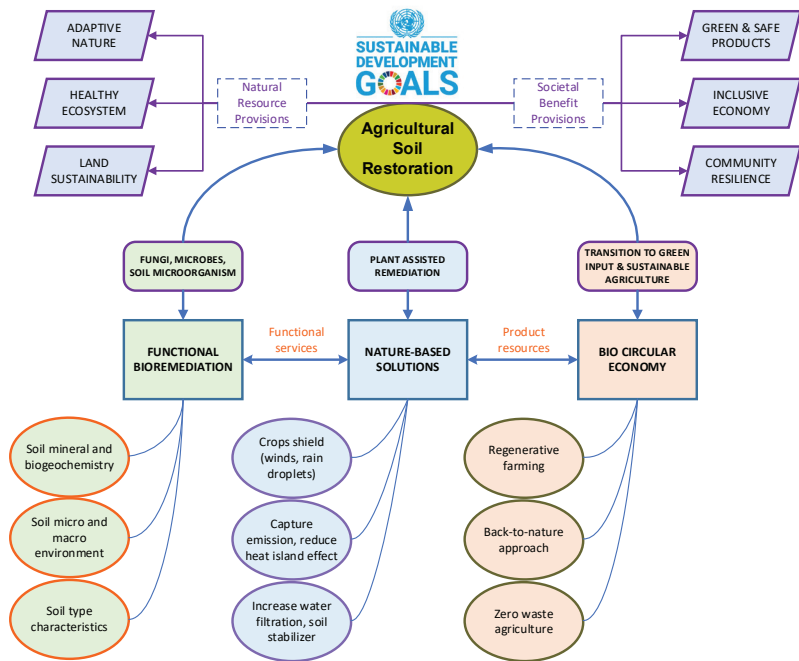 ADAPTIVE
NATURE
HEALTHY
ECOSYSTEM
LAND
SUSTAINABILITY
Natural
Resource
Provisions
SUSTAINABLE
DEVELOPMENT
GOALS
Societal
Benefit
Provisions
GREEN & SAFE
PRODUCTS
INCLUSIVE
ECONOMY
COMMUNITY
RESILIENCE
Agricultural
Soil
Restoration
FUNGI, MICROBES,
SOIL MICROORGANISM
PLANT ASSISTED
REMEDIATION
TRANSITION TO GREEN
INPUT & SUSTAINABLE
AGRICULTURE
FUNCTIONAL
BIOREMEDIATION
Functional
services
NATURE-BASED
SOLUTIONS
Product
resources
BIO CIRCULAR
ECONOMY
Soil mineral and
biogeochemistry
Soil micro and
macro
environment
Soil type
characteristics
Crops shield
(winds, rain
droplets)
Capture
emission, reduce
heat island effect
Increase water
filtration, soil
stabilizer
Regenerative
farming
Back-to-nature
approach
Zero waste
agriculture